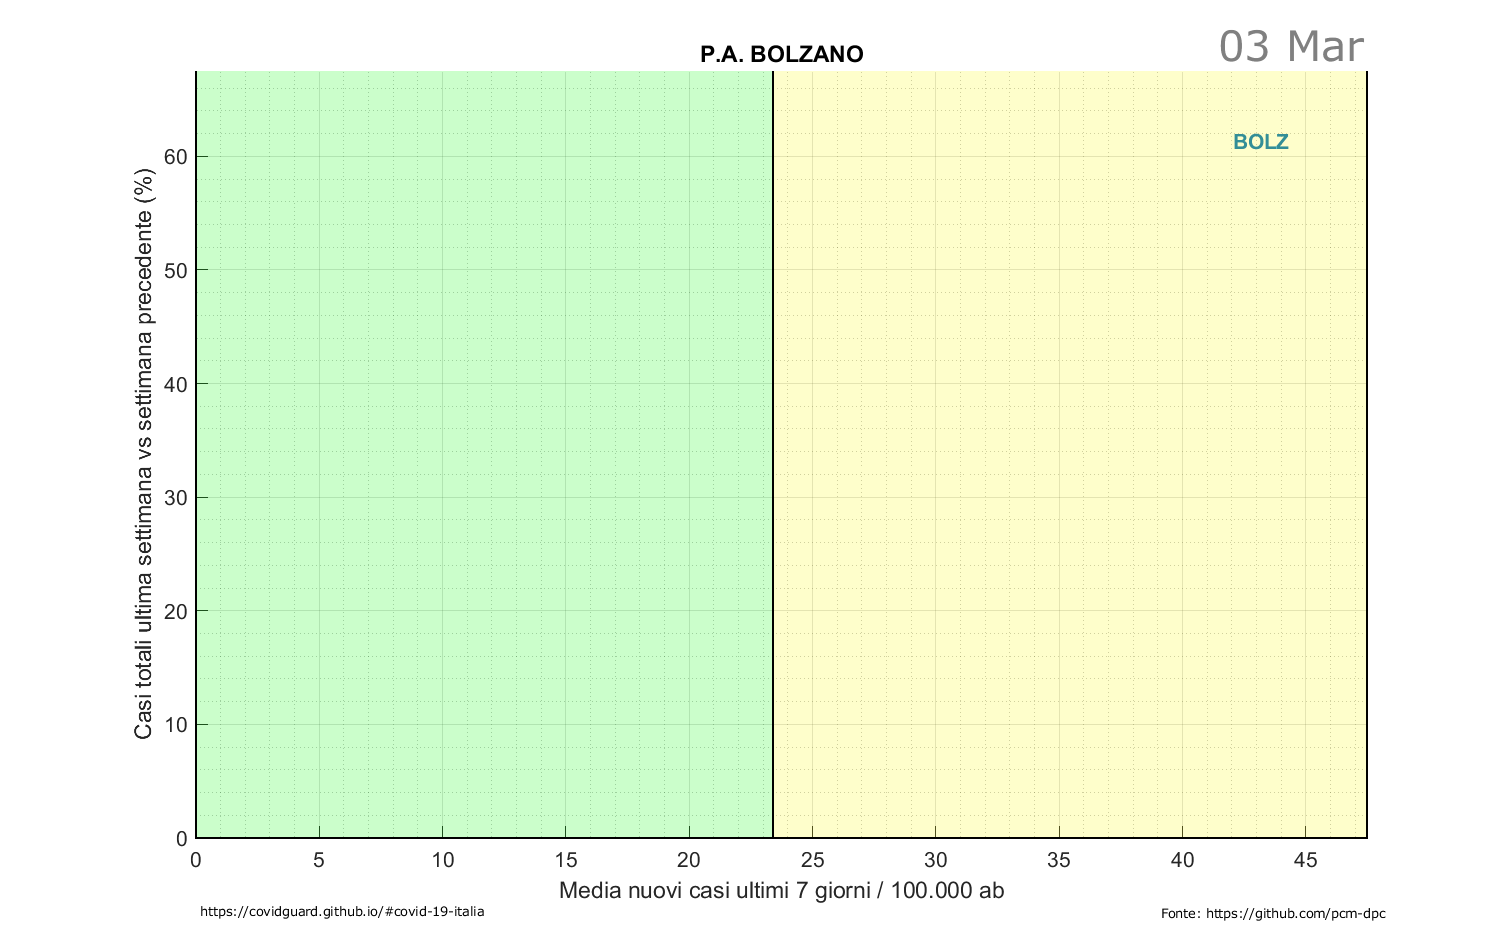 03 Mar
P.A. BOLZANO
BOLZ
Casi totali ultima settimana vs settimana precedente (%)
60
50
40
30
20
10
0
0 5 10 15 20 25 30 35 40 45
Media nuovi casi ultimi 7 giorni / 100.000 ab
https://covidguard.github.io/#covid-19-italia
Fonte: https://github.com/pcm-dpc